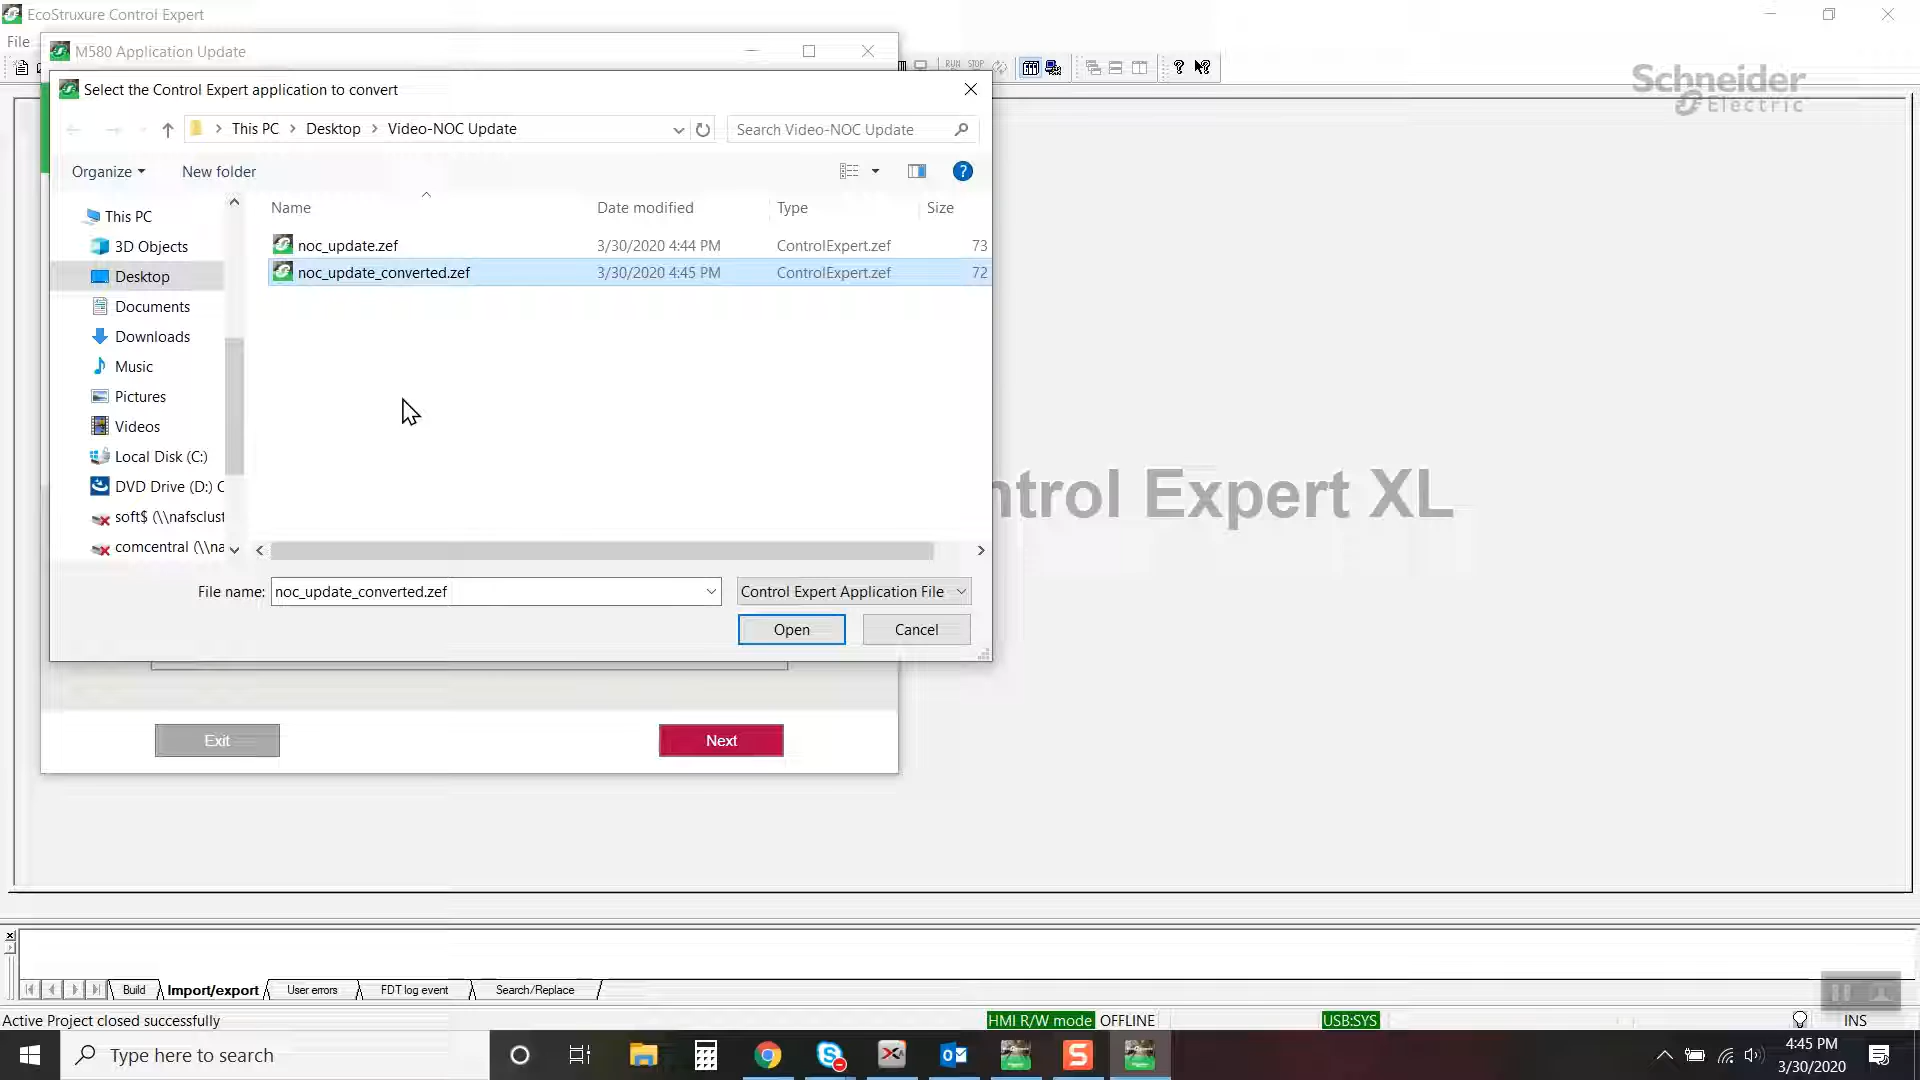 EcoStruxure Control Expert
File
M580 Application Update
RUN STOP
Select the Control Expert application to convert
Schneider
Electric
This PC > Desktop > Video-NOC Update
Search Video-NOC Update
Organize
New folder
Name
Date modified
Type
Size
noc_update.zef
3/30/2020 4:44 PM
ControlExpert.zef
73
noc_update_converted.zef
3/30/2020 4:45 PM
ControlExpert.zef
72
This PC
3D Objects
Desktop
Documents
Downloads
Music
Pictures
Videos
Local Disk (C:)
DVD Drive (D:) C
soft$ (\\nafsclust
comcentral (\\na
ntrol Expert XL
File name:
noc_update_converted.zef
Control Expert Application File
Open
Cancel
Exit
Next
Build
Import/export
User errors
FDT log event
Search/Replace
Active Project closed successfully
HMI R/W mode
OFFLINE
USB:SYS
INS
Type here to search
4:45 PM
3/30/2020